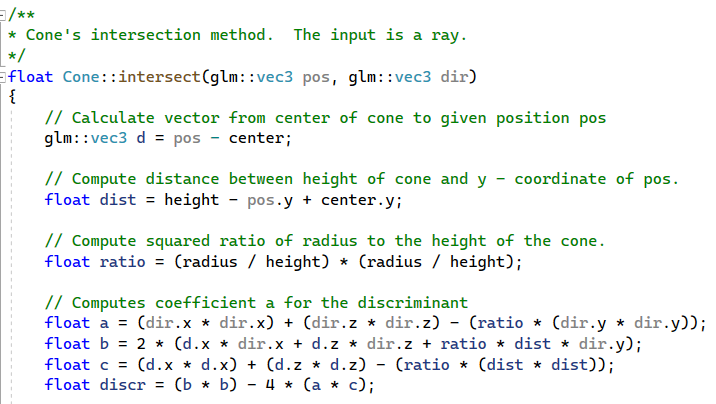 /**
* Cone's intersection method.  The input is a ray.
*/
float Cone::intersect(glm::vec3 pos, glm::vec3 dir)
{
    // Calculate vector from center of cone to given position pos
    glm::vec3 d = pos - center;
    // Compute distance between height of cone and y - coordinate of pos.
    float dist = height - pos.y + center.y;
    // Compute squared ratio of radius to the height of the cone.
    float ratio = (radius / height) * (radius / height);
    // Computes coefficient a for the discriminant
    float a = (dir.x * dir.x) + (dir.z * dir.z) - (ratio * (dir.y * dir.y));
    float b = 2 * (d.x * dir.x + d.z * dir.z + ratio * dist * dir.y);
    float c = (d.x * d.x) + (d.z * d.z) - (ratio * (dist * dist));
    float discr = (b * b) - 4 * (a * c);